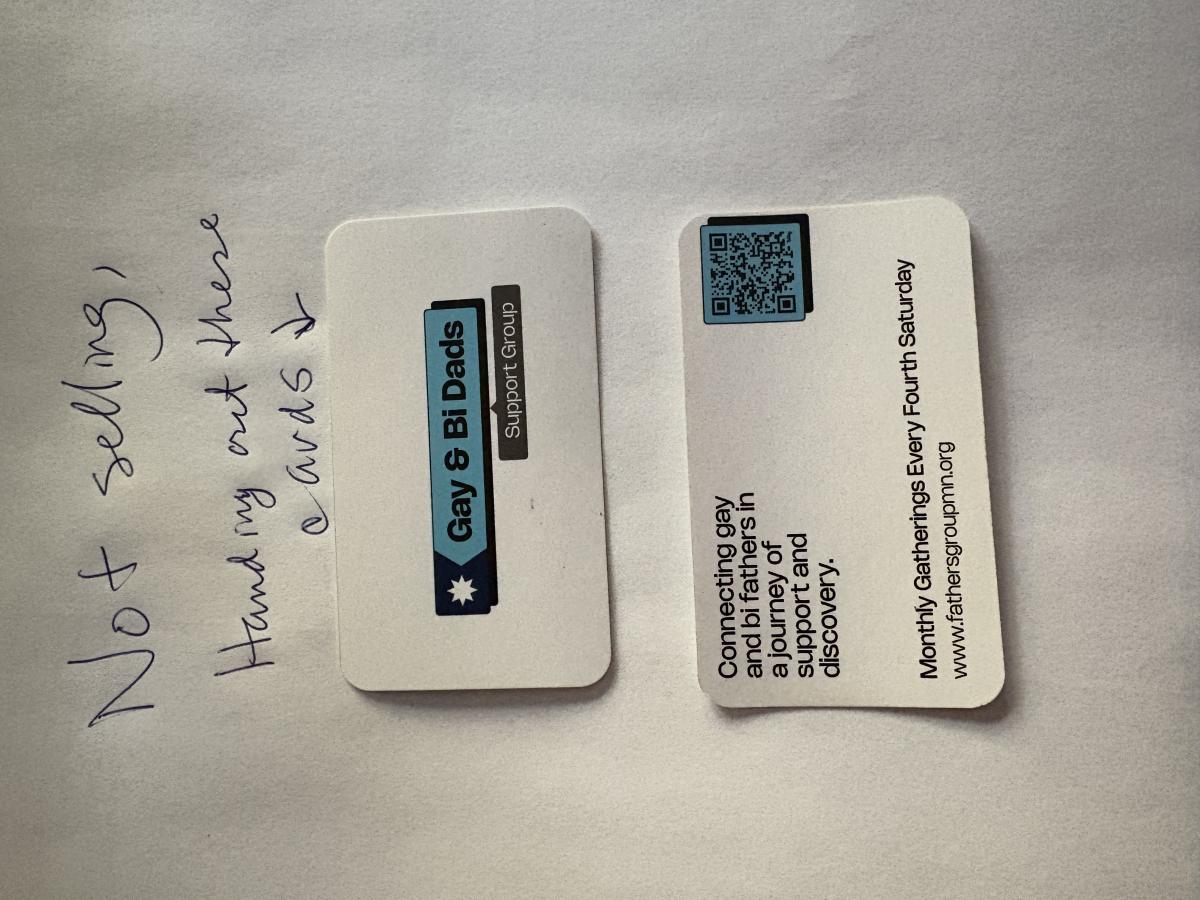 Not selling,
Handing out these
cards ↓
Gay & Bi Dads
Support Group
Connecting gay
and bi fathers in
a journey of
support and
discovery.
Monthly Gatherings Every Fourth Saturday
www.fathersgroupmn.org